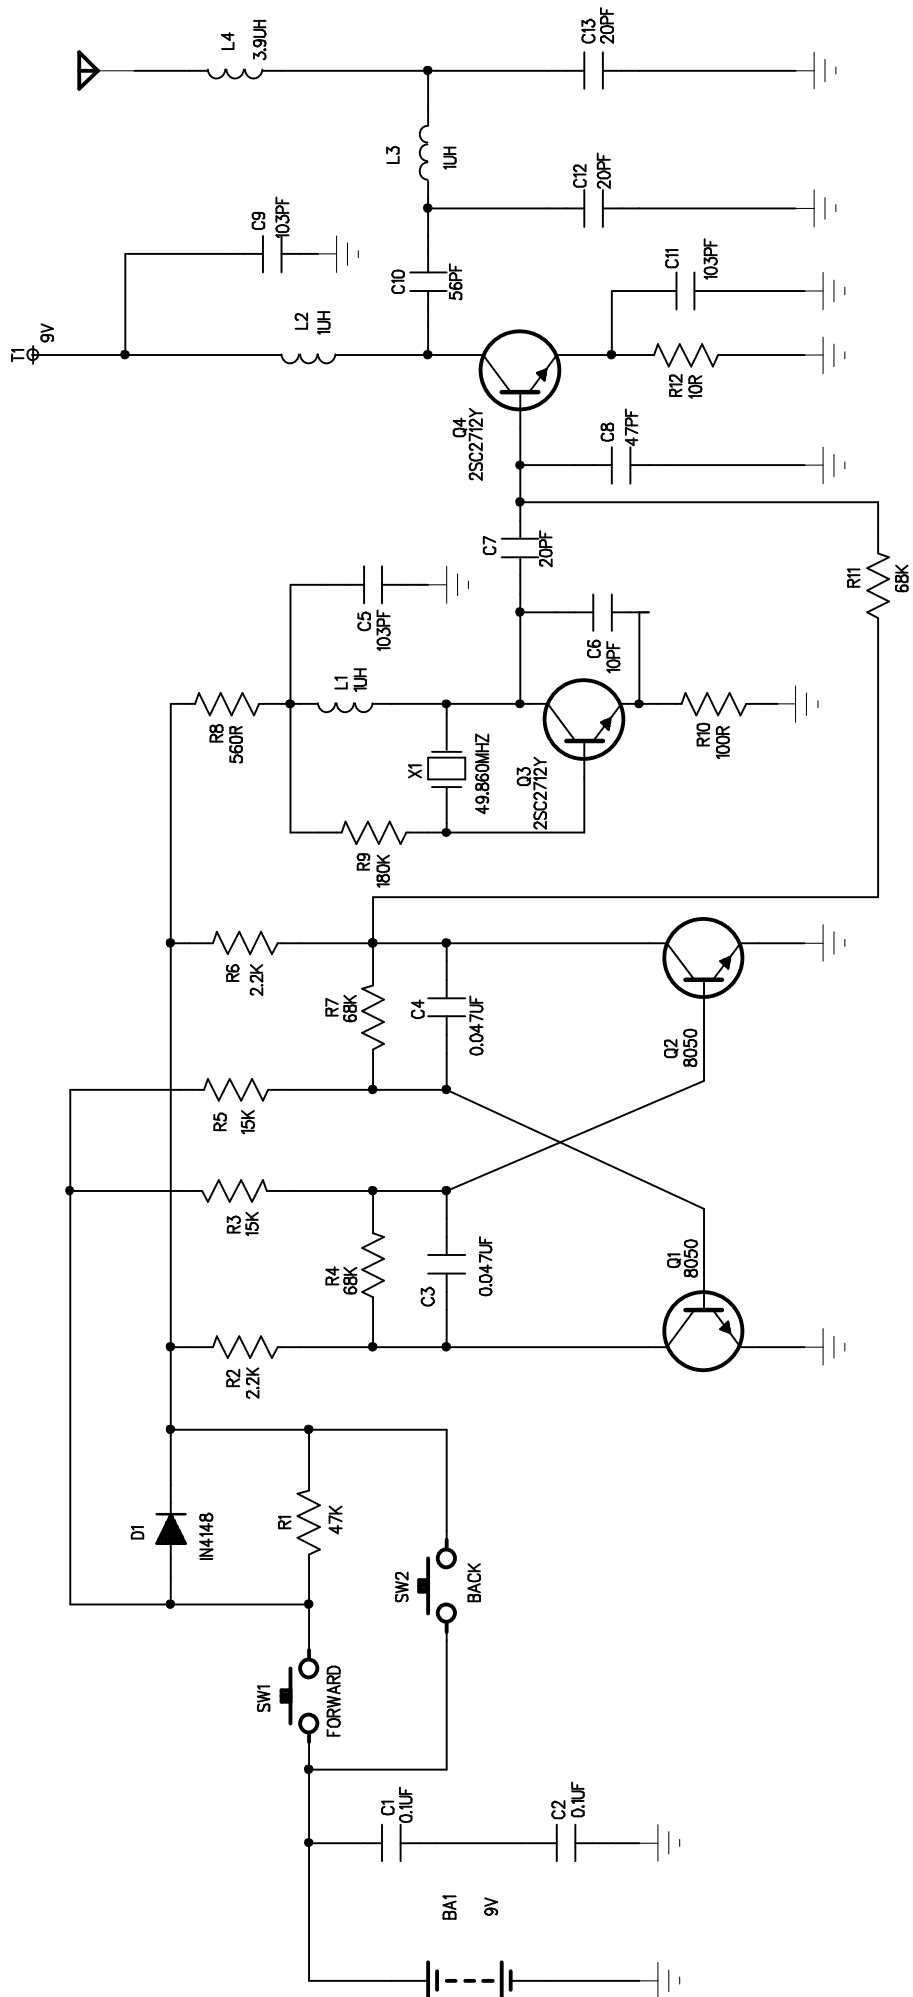 BA1
9V
C1
0.1UF
C2
0.1UF
SW1
FORWARD
SW2
BACK
D1
IN4148
R1
47K
R2
2.2K
R4
68K
C3
0.047UF
Q1
8050
R3
15K
R5
15K
R7
68K
C4
0.047UF
Q2
8050
R6
2.2K
R9
180K
X1
49.860MHZ
Q3
2SC2712Y
R8
560R
L1
1UH
C5
103PF
C6
10PF
R10
100R
C7
20PF
R11
68K
C8
47PF
Q4
2SC2712Y
T1
9V
L2
1UH
C9
103PF
C10
56PF
R12
10R
C11
103PF
L3
1UH
C12
20PF
L4
3.9UH
C13
20PF